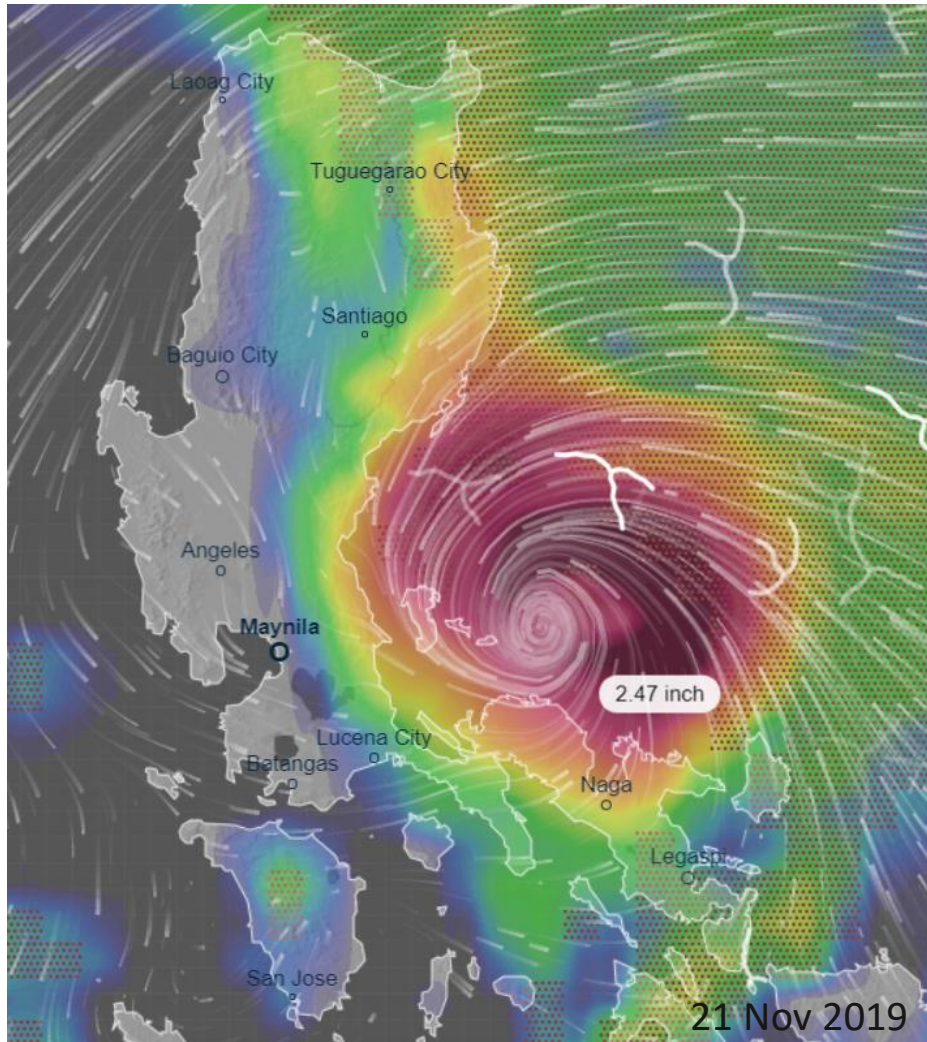 Laoag City
Tuguegarao City
Santiago
Baguio City
Angeles
Maynila
2.47 inch
Lucena City
Batangas
Naga
Legaspi
San Jose
21 Nov 2019